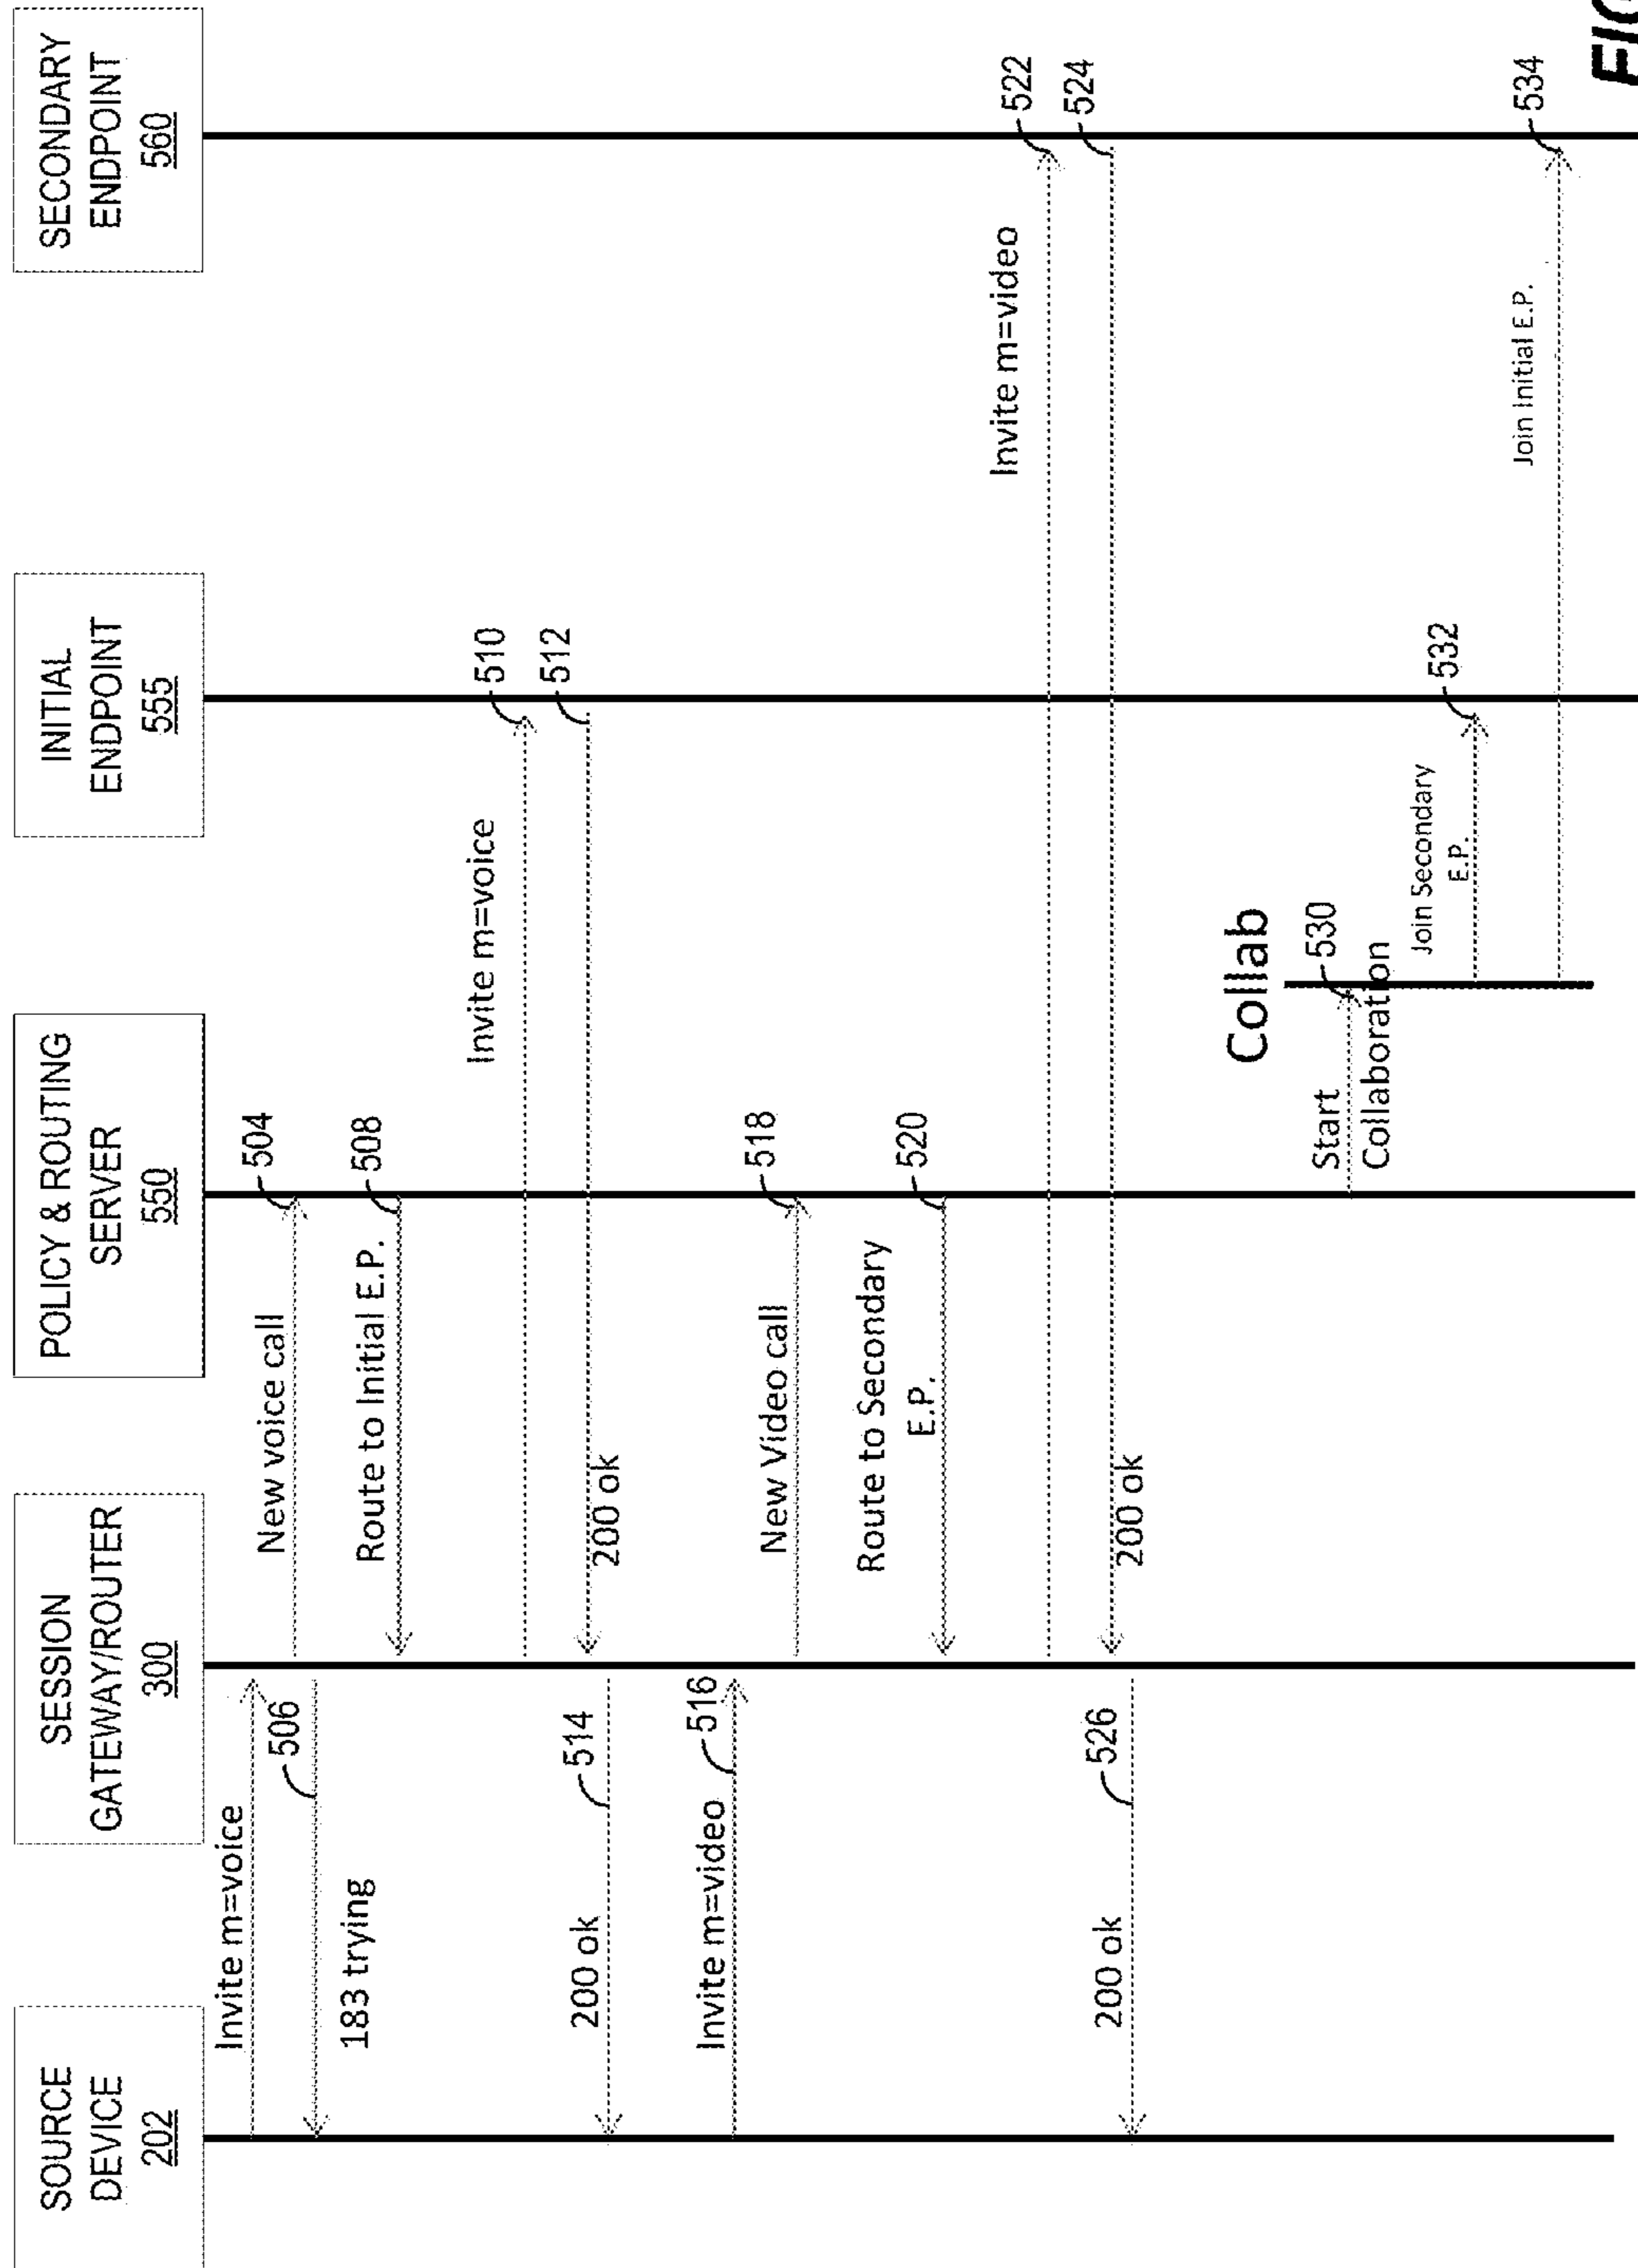 SOURCE
DEVICE
202
SESSION
GATEWAY/ROUTER
300
POLICY & ROUTING
SERVER
550
INITIAL
ENDPOINT
555
SECONDARY
ENDPOINT
560
Invite m=voice
New voice call
504
506
183 trying
Route to Initial E.P.
508
Invite m=voice
510
512
200 ok
514
200 ok
Invite m=video
516
New Video call
518
Route to Secondary
E.P.
520
Invite m=video
522
524
200 ok
526
200 ok
Collab
Start
Collaboration
530
Join Secondary
E.P.
532
Join Initial E.P.
534